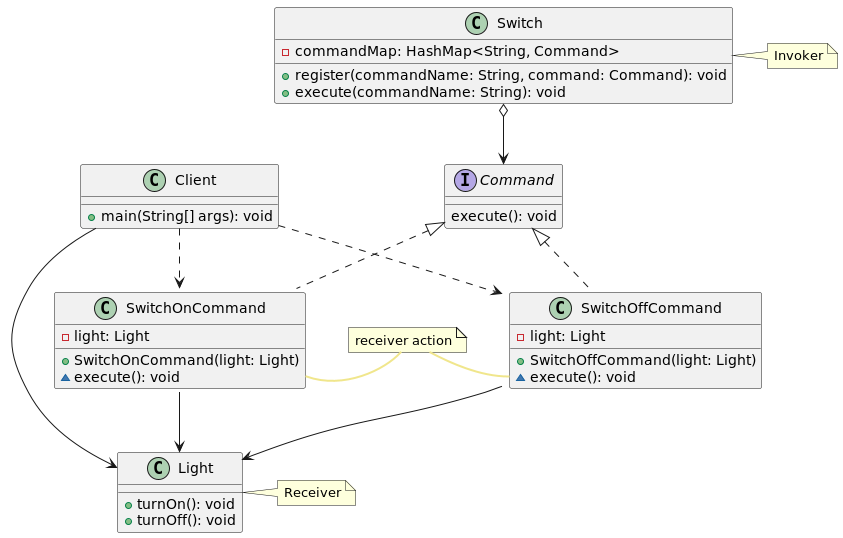 C Switch
commandMap: HashMap<String, Command>
register(commandName: String, command: Command): void
execute(commandName: String): void
Invoker
C Client
main(String[] args): void
I Command
execute(): void
C SwitchOnCommand
light: Light
SwitchOnCommand(light: Light)
execute(): void
receiver action
C SwitchOffCommand
light: Light
SwitchOffCommand(light: Light)
execute(): void
C Light
turnOn(): void
turnOff(): void
Receiver